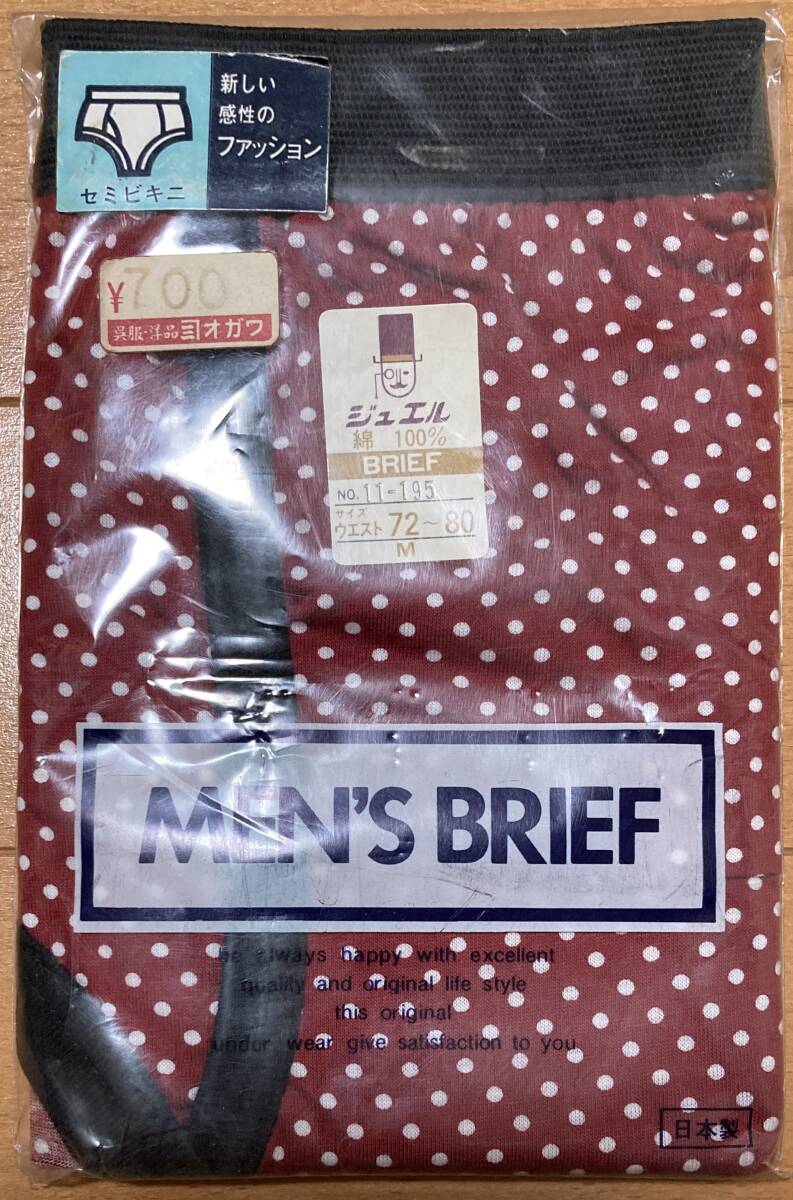 新しい
感性の
ファッション
セミビキニ
¥700
呉服・洋品 オガワ
ジュエル
綿 100%
BRIEF
NO. 11-195
サイズ
ウエスト 72~80
M
MEN'S BRIEF
be always happy with excellent
quality and original life style
this original
under wear give satisfaction to you
日本製